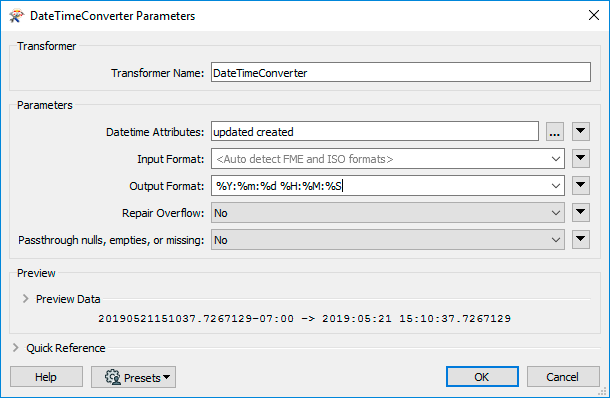 DateTimeConverter Parameters
Transformer
Transformer Name: DateTimeConverter
Parameters
Datetime Attributes: updated created ...
Input Format: <Auto detect FME and ISO formats>
Output Format: %Y:%m:%d %H:%M:%S
Repair Overflow: No
Passthrough nulls, empties, or missing: No
Preview
Preview Data
20190521151037.7267129-07:00 -> 2019:05:21 15:10:37.7267129
Quick Reference
Help Presets OK Cancel